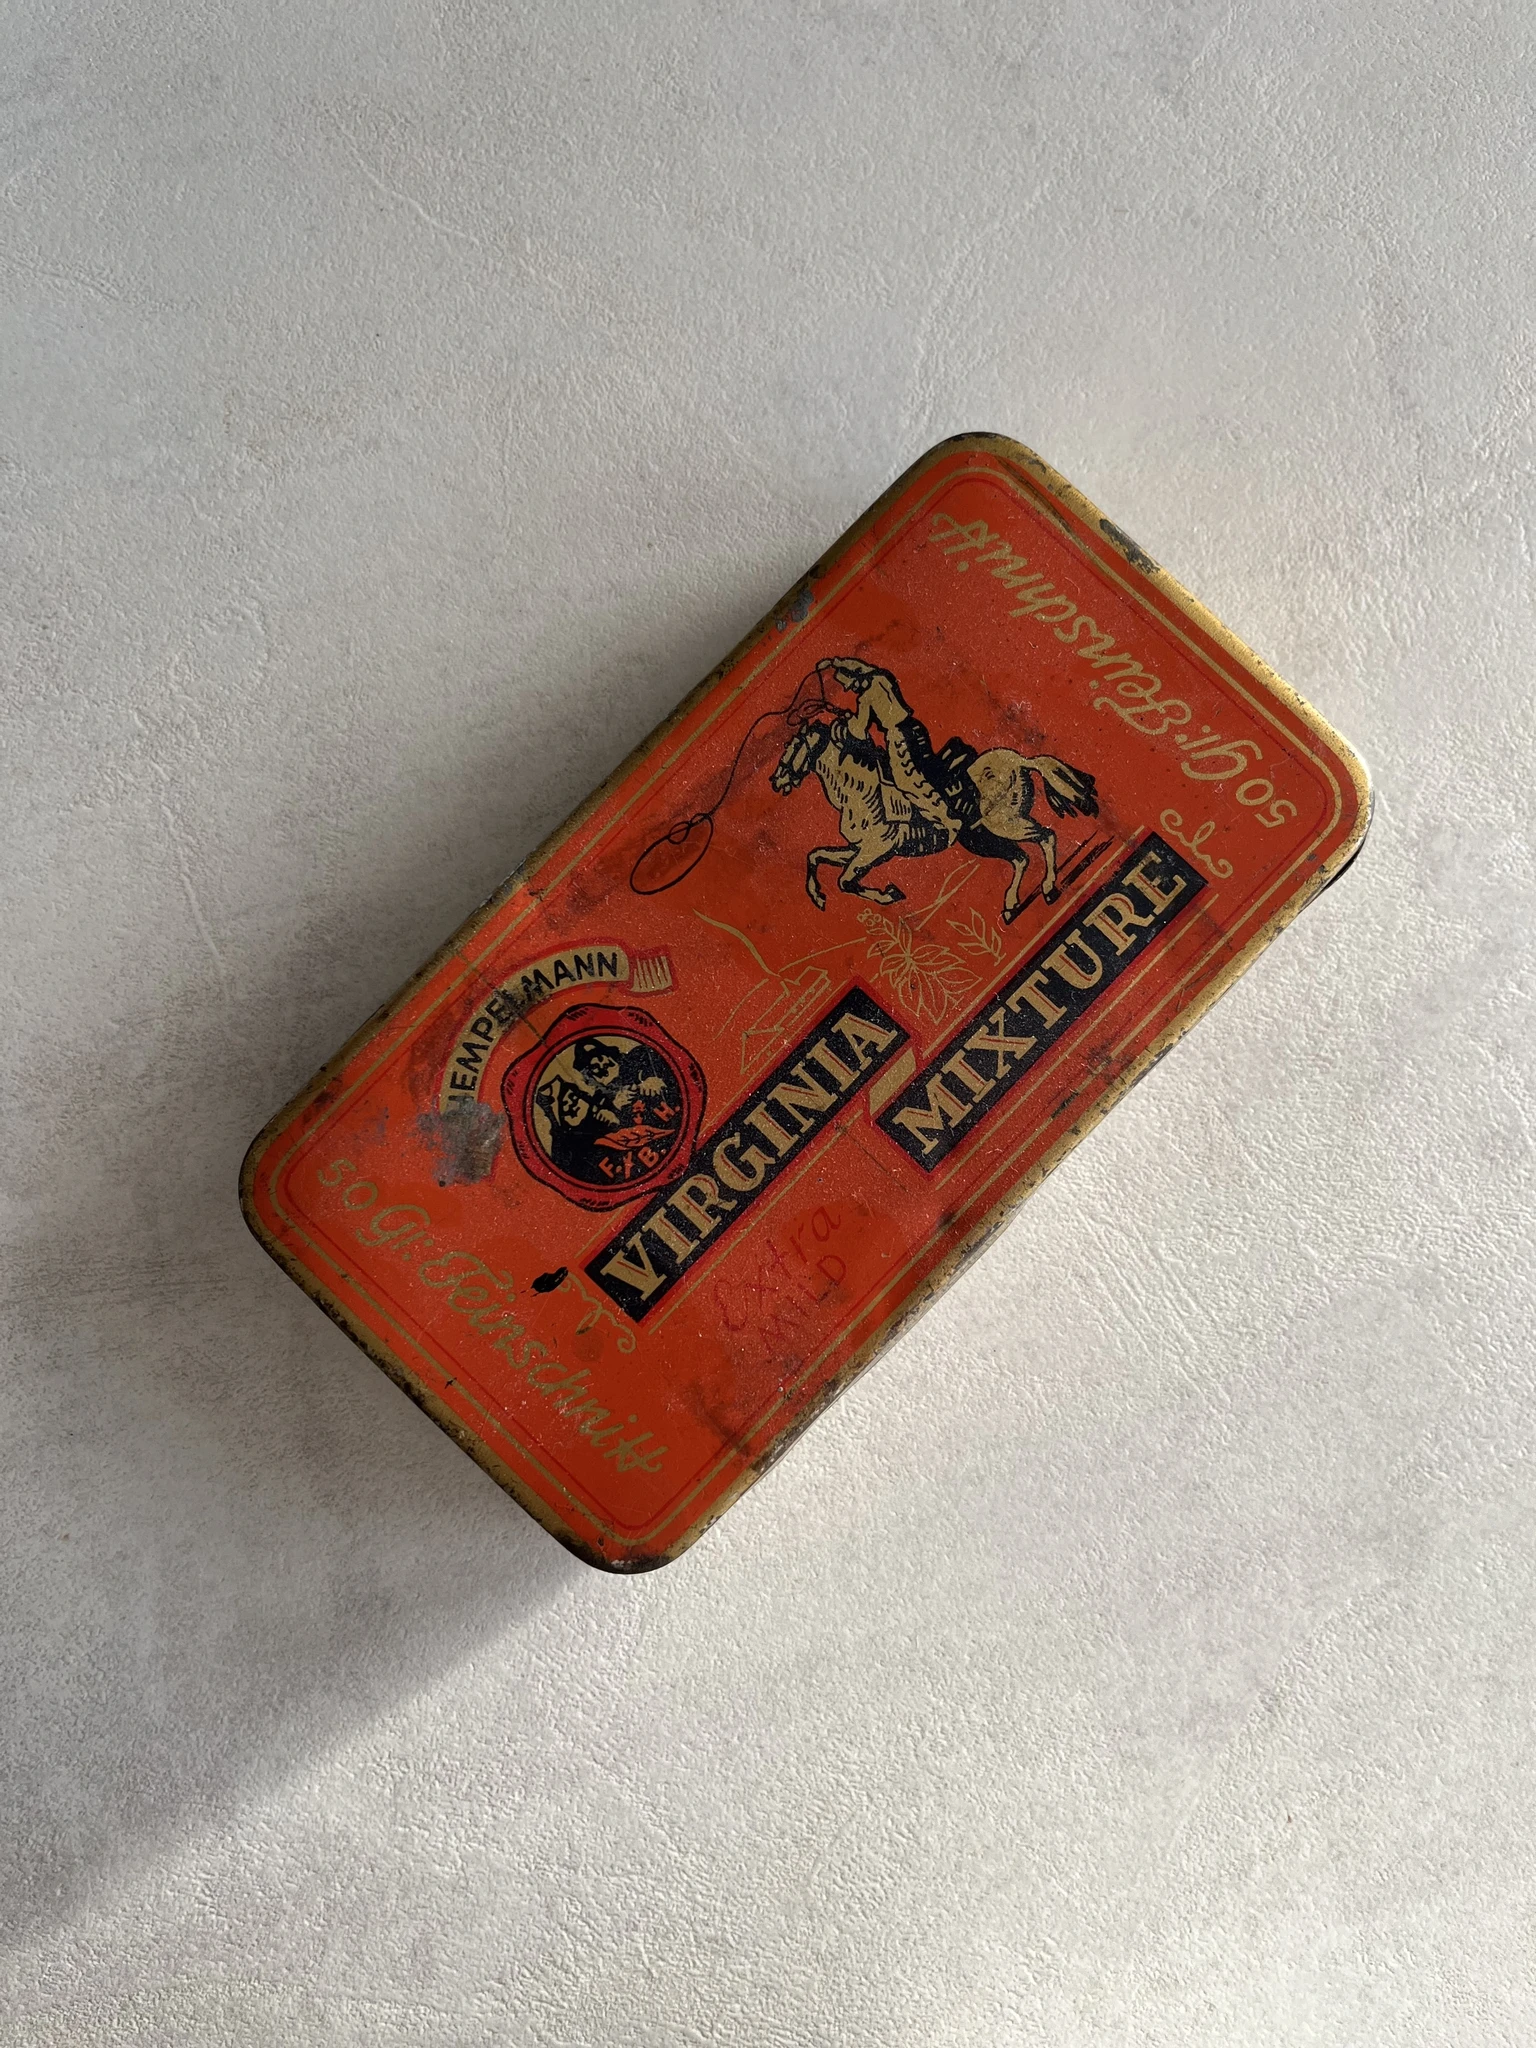 HEMPELMANN
F. X B. H.
VIRGINIA
MIXTURE
Extra
MILD
50 gr. Feinschnitt
50 gr. Feinschnitt